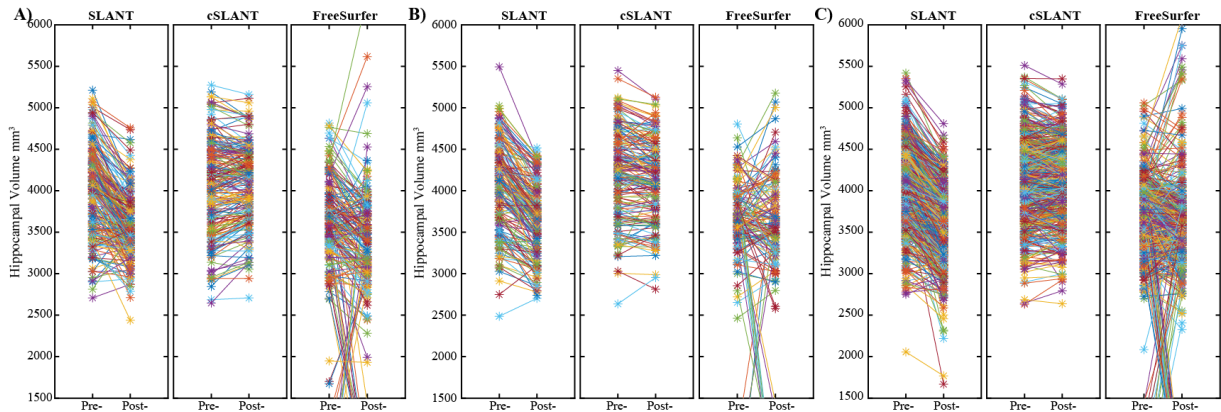 A)
SLANT
cSLANT
FreeSurfer
Hippocampal Volume mm³
6000
5500
5000
4500
4000
3500
3000
2500
2000
1500
Pre- Post-
Pre- Post-
Pre- Post-
B)
SLANT
cSLANT
FreeSurfer
Hippocampal Volume mm³
6000
5500
5000
4500
4000
3500
3000
2500
2000
1500
Pre- Post-
Pre- Post-
Pre- Post-
C)
SLANT
cSLANT
FreeSurfer
Hippocampal Volume mm³
6000
5500
5000
4500
4000
3500
3000
2500
2000
1500
Pre- Post-
Pre- Post-
Pre- Post-